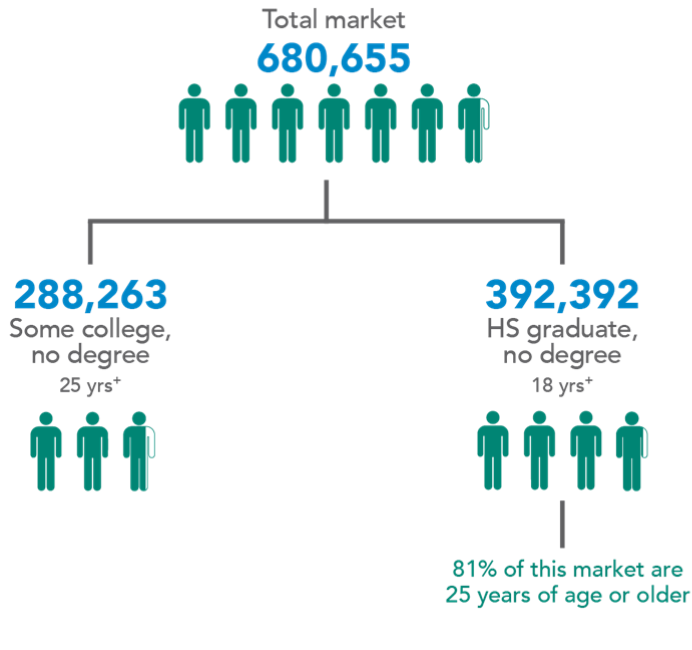 Total market
680,655
288,263
Some college,
no degree
25 yrs+
392,392
HS graduate,
no degree
18 yrs+
81% of this market are
25 years of age or older